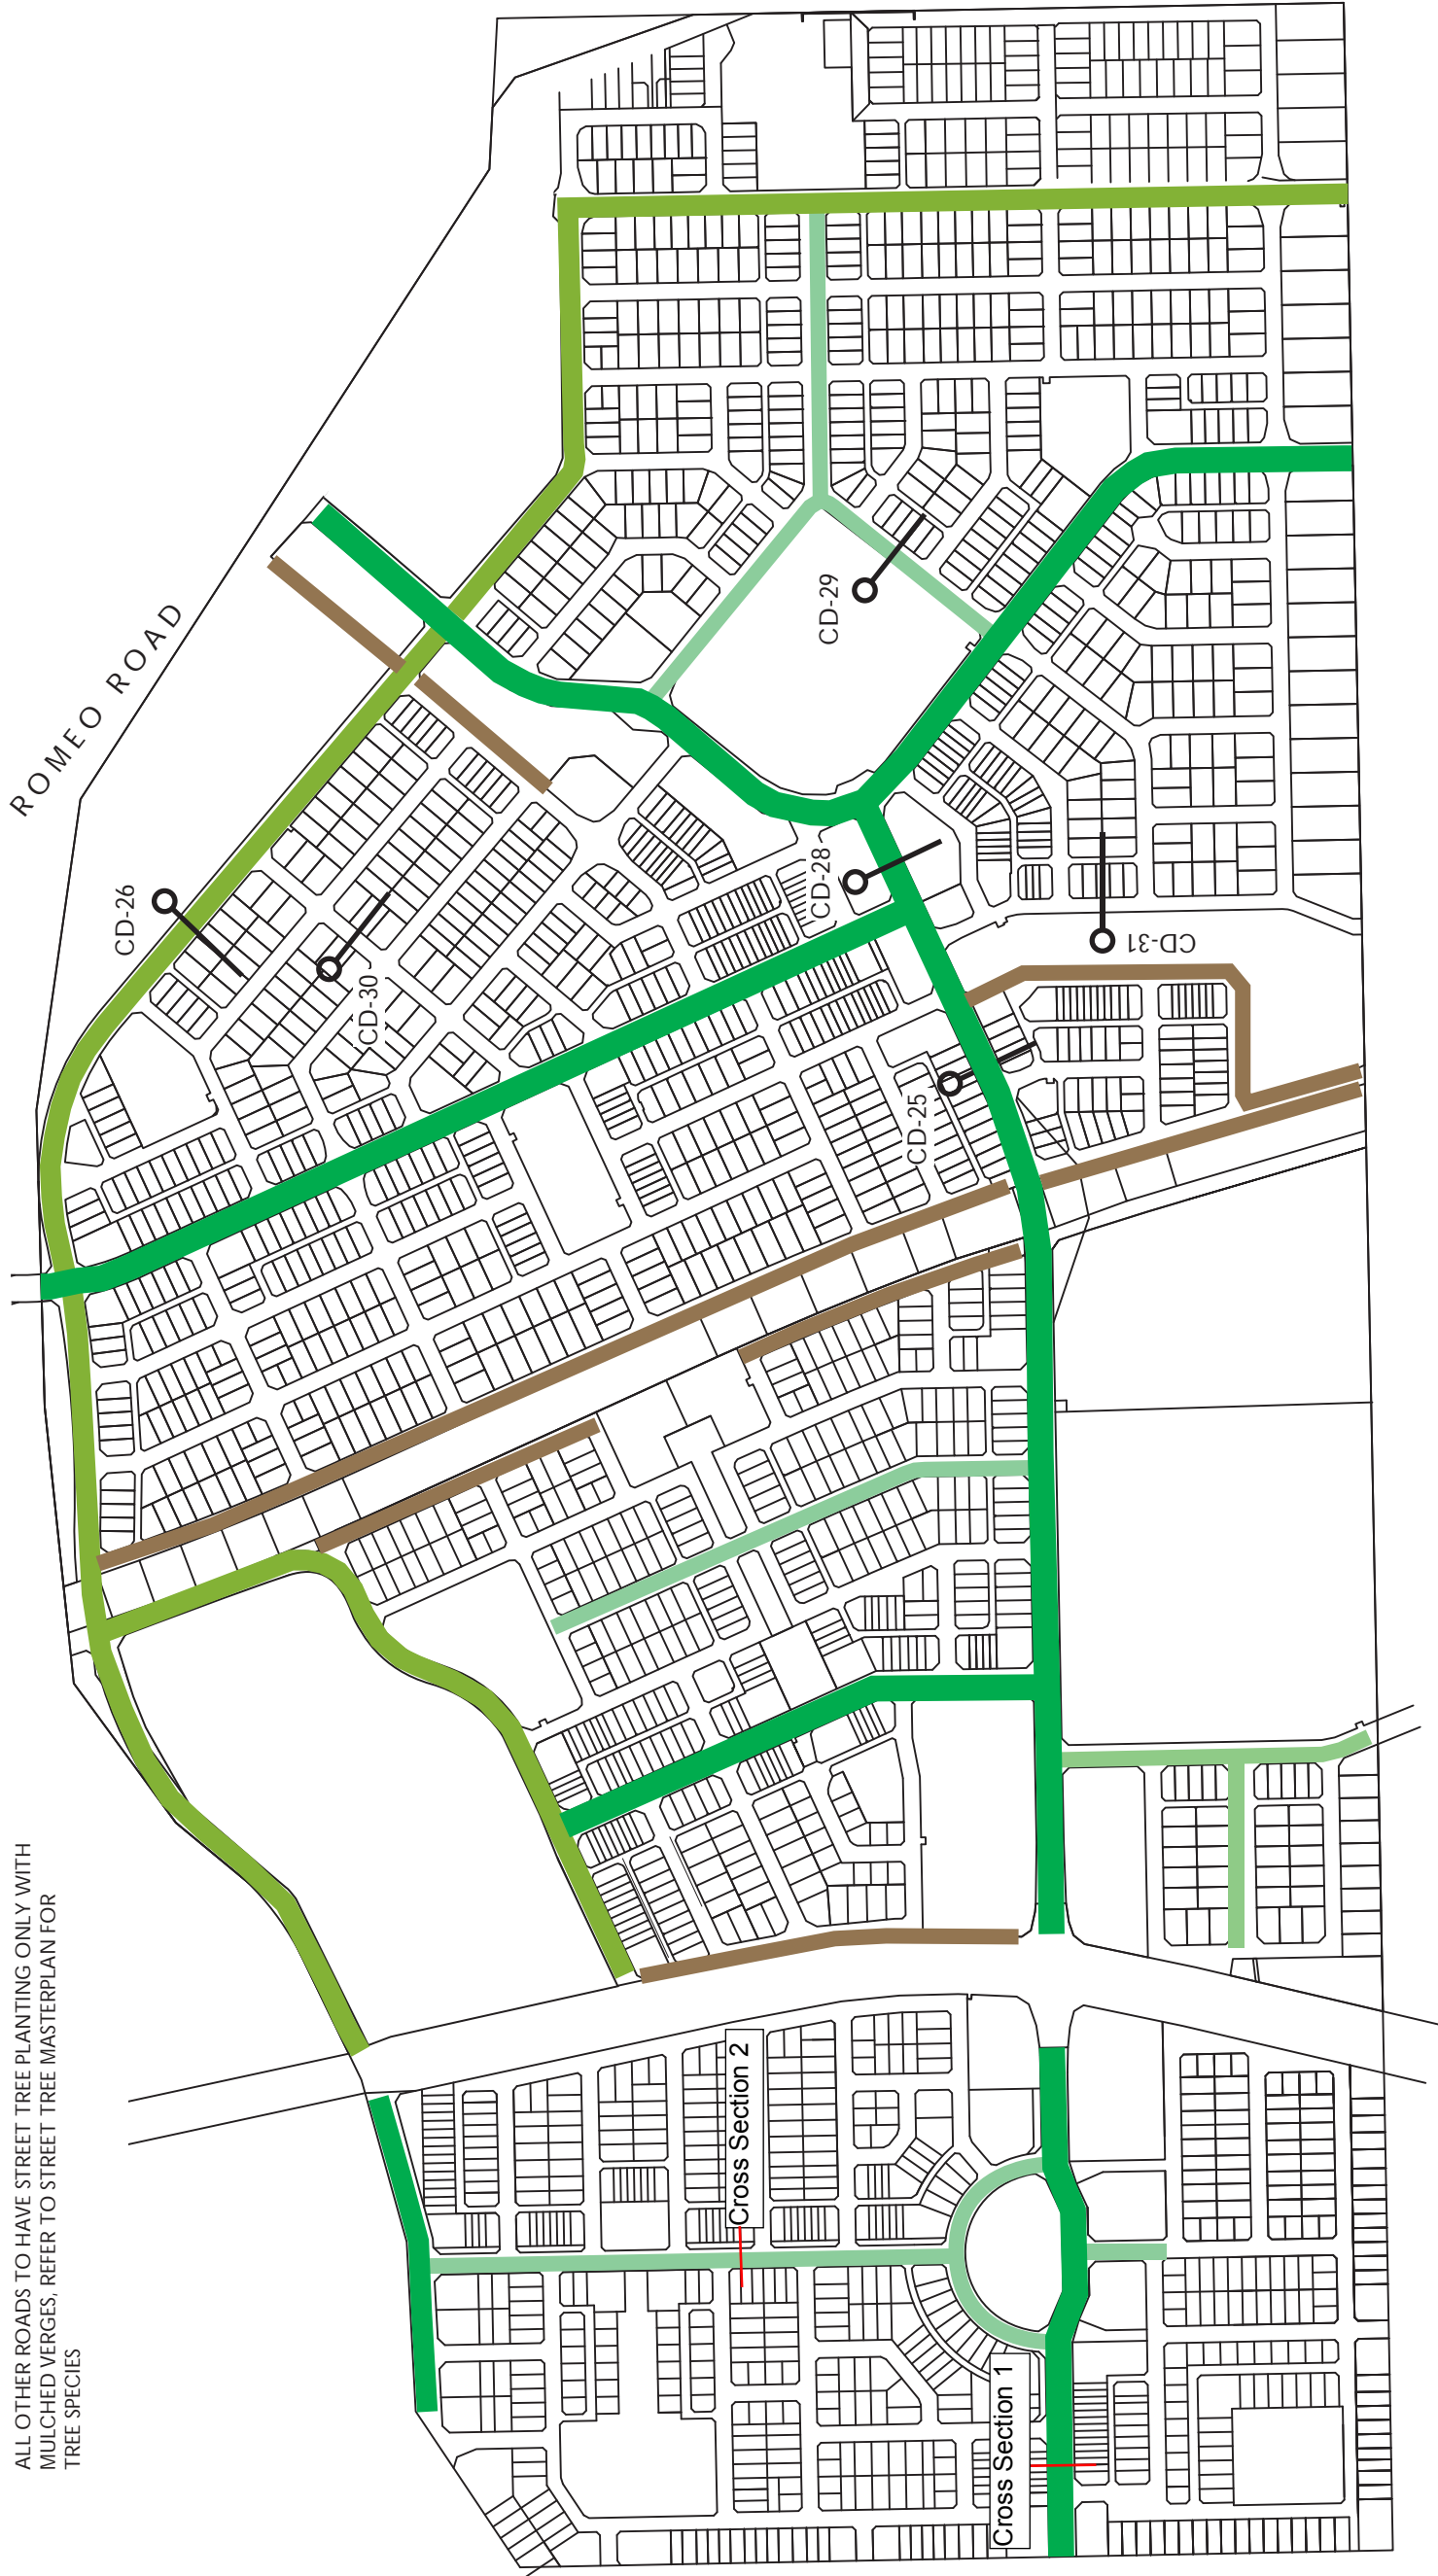 ROMEO ROAD
CD-29
CD-26
CD-28
CD-31
CD-30
CD-25
ALL OTHER ROADS TO HAVE STREET TREE PLANTING ONLY WITH
MULCHED VERGES, REFER TO STREET TREE MASTERPLAN FOR
TREE SPECIES
Cross Section 2
Cross Section 1